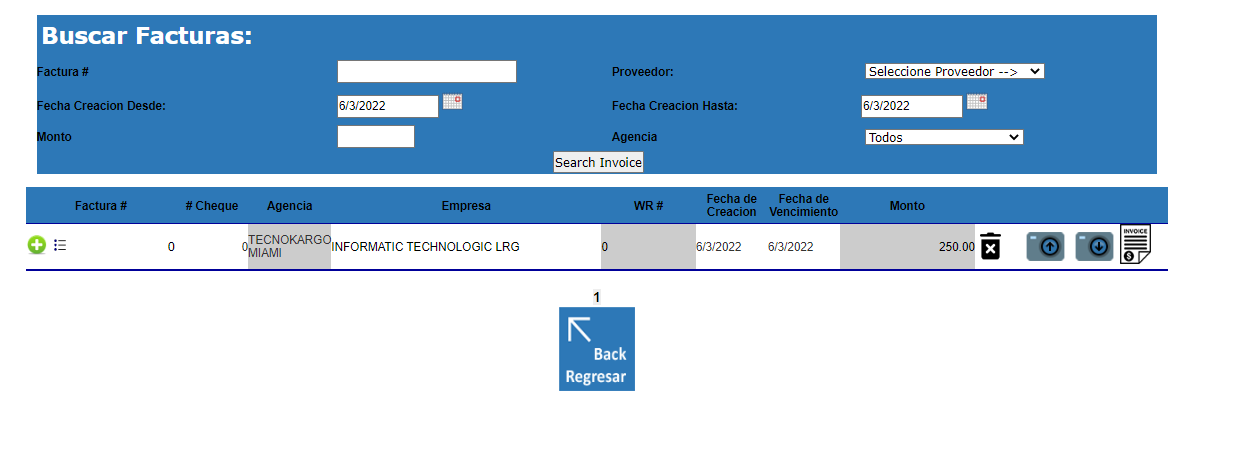 Buscar Facturas:
Factura # Proveedor: Seleccione Proveedor -->
Fecha Creacion Desde: 6/3/2022 Fecha Creacion Hasta: 6/3/2022
Monto Agencia Todos
Search Invoice
Factura # # Cheque Agencia Empresa WR # Fecha de Creacion Fecha de Vencimiento Monto
0 0 TECNOKARGO MIAMI INFORMATIC TECHNOLOGIC LRG 0 6/3/2022 6/3/2022 250.00 INVOICE $
1
Back
Regresar